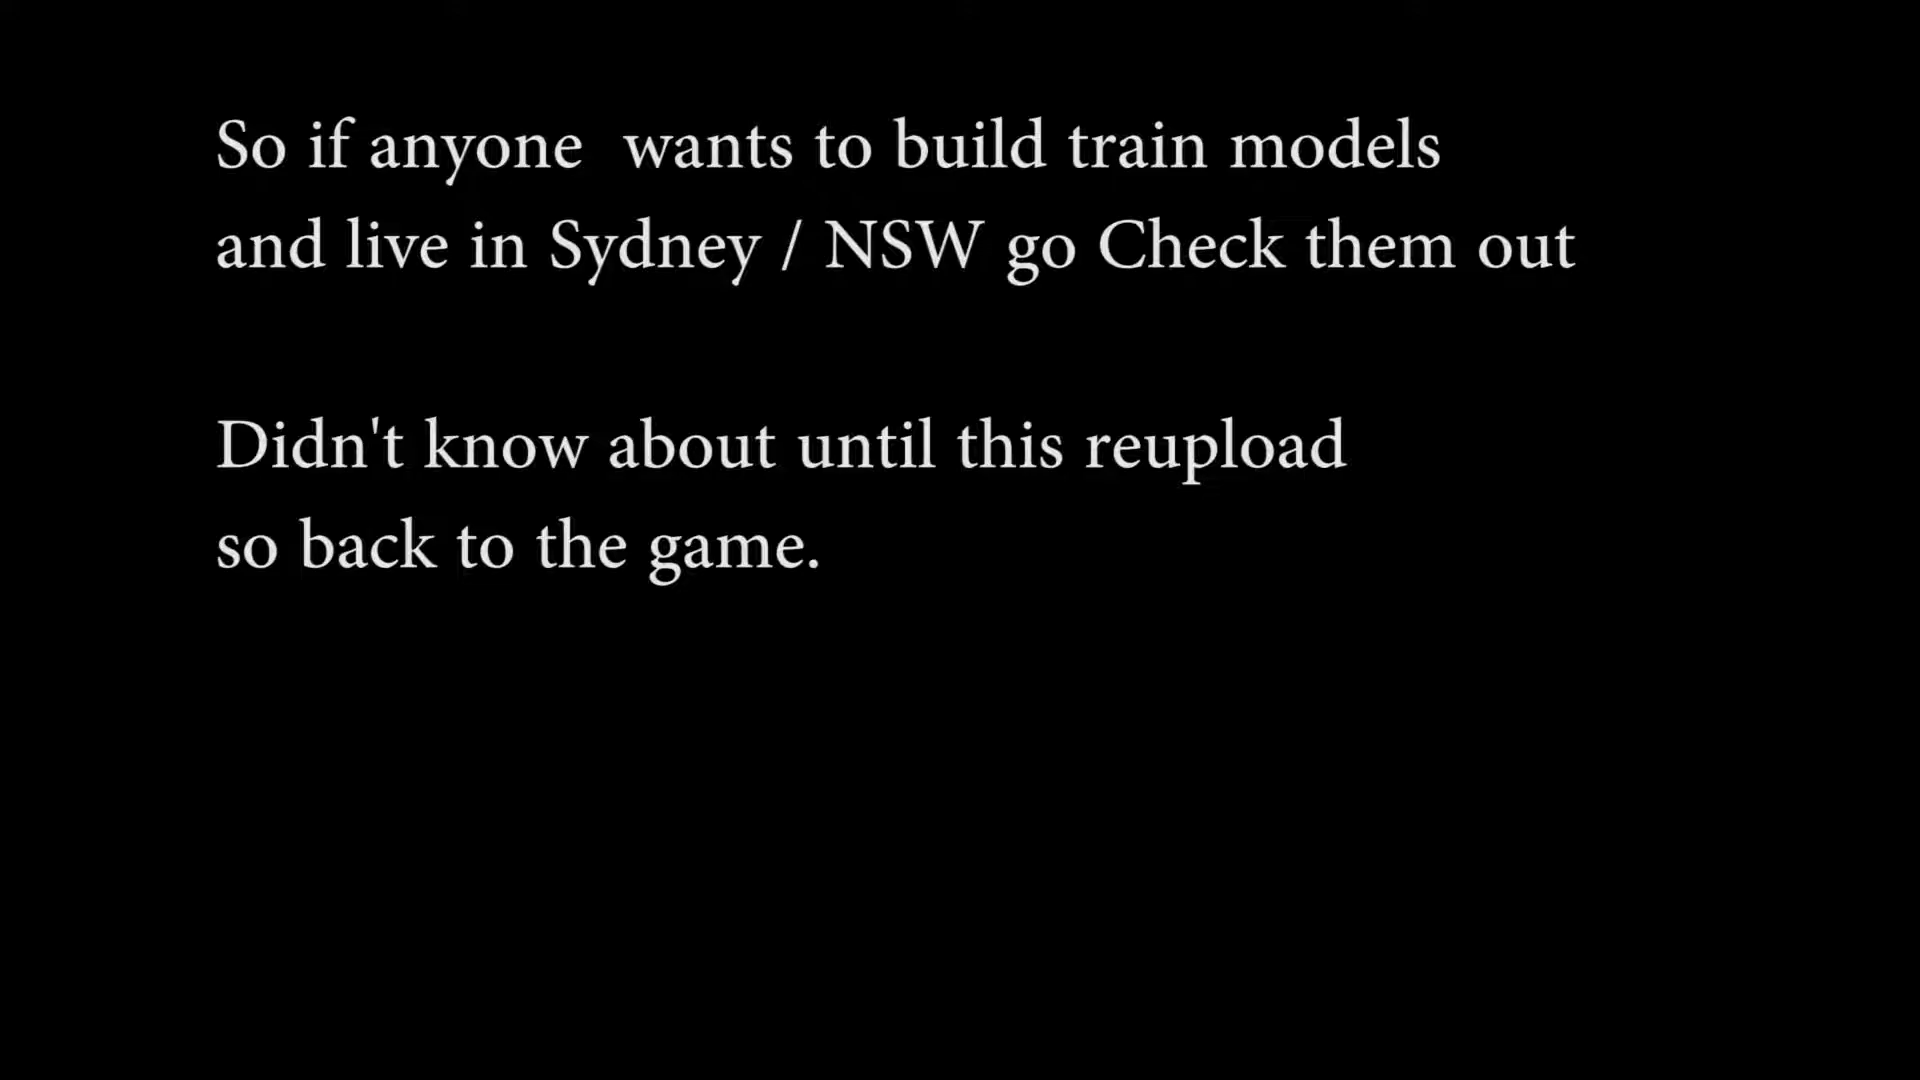 So if anyone  wants to build train models
and live in Sydney / NSW go Check them out
Didn't know about until this reupload
so back to the game.